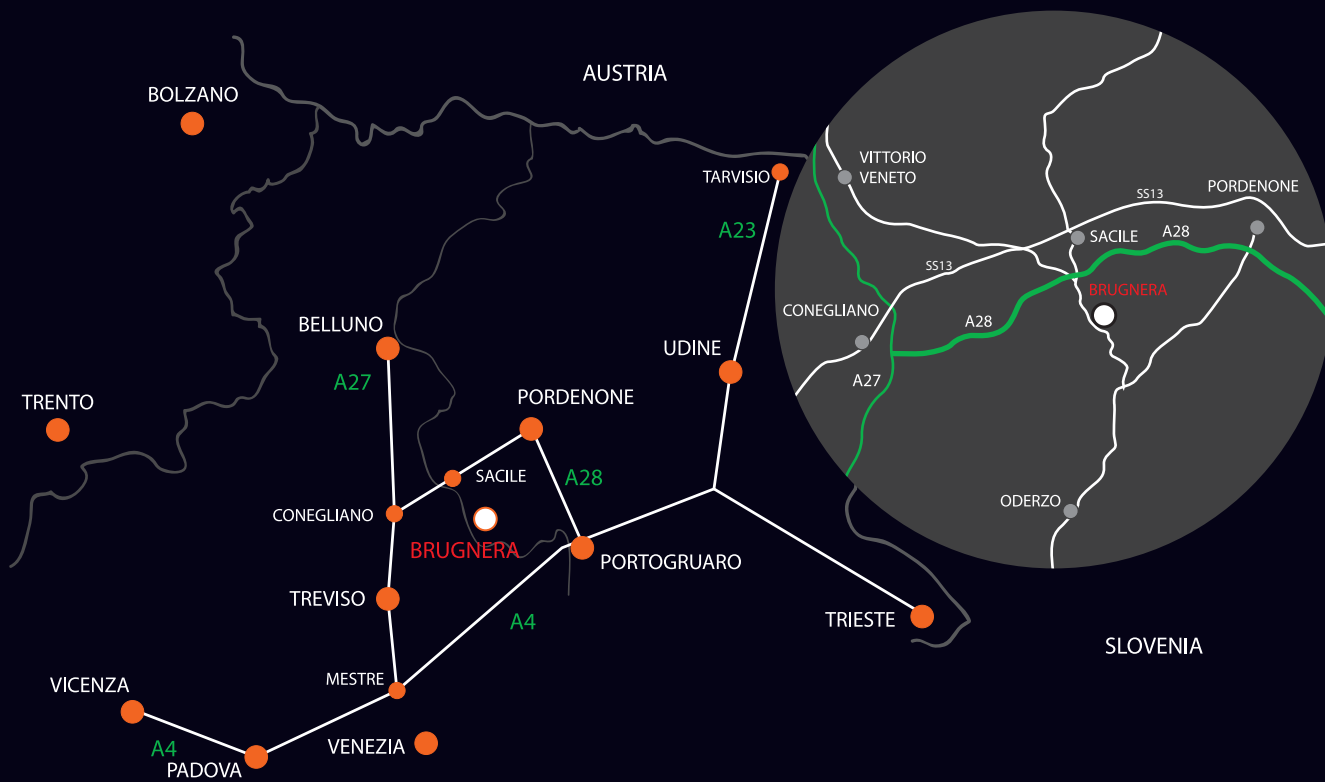 AUSTRIA
BOLZANO
TARVISIO
A23
BELLUNO
A27
UDINE
TRENTO
PORDENONE
SACILE
A28
CONEGLIANO
BRUGNERA
PORTOGRUARO
TREVISO
A4
TRIESTE
SLOVENIA
MESTRE
VICENZA
A4
VENEZIA
PADOVA
VITTORIO
VENETO
SS13
PORDENONE
SACILE
A28
SS13
BRUGNERA
CONEGLIANO
A28
A27
ODERZO